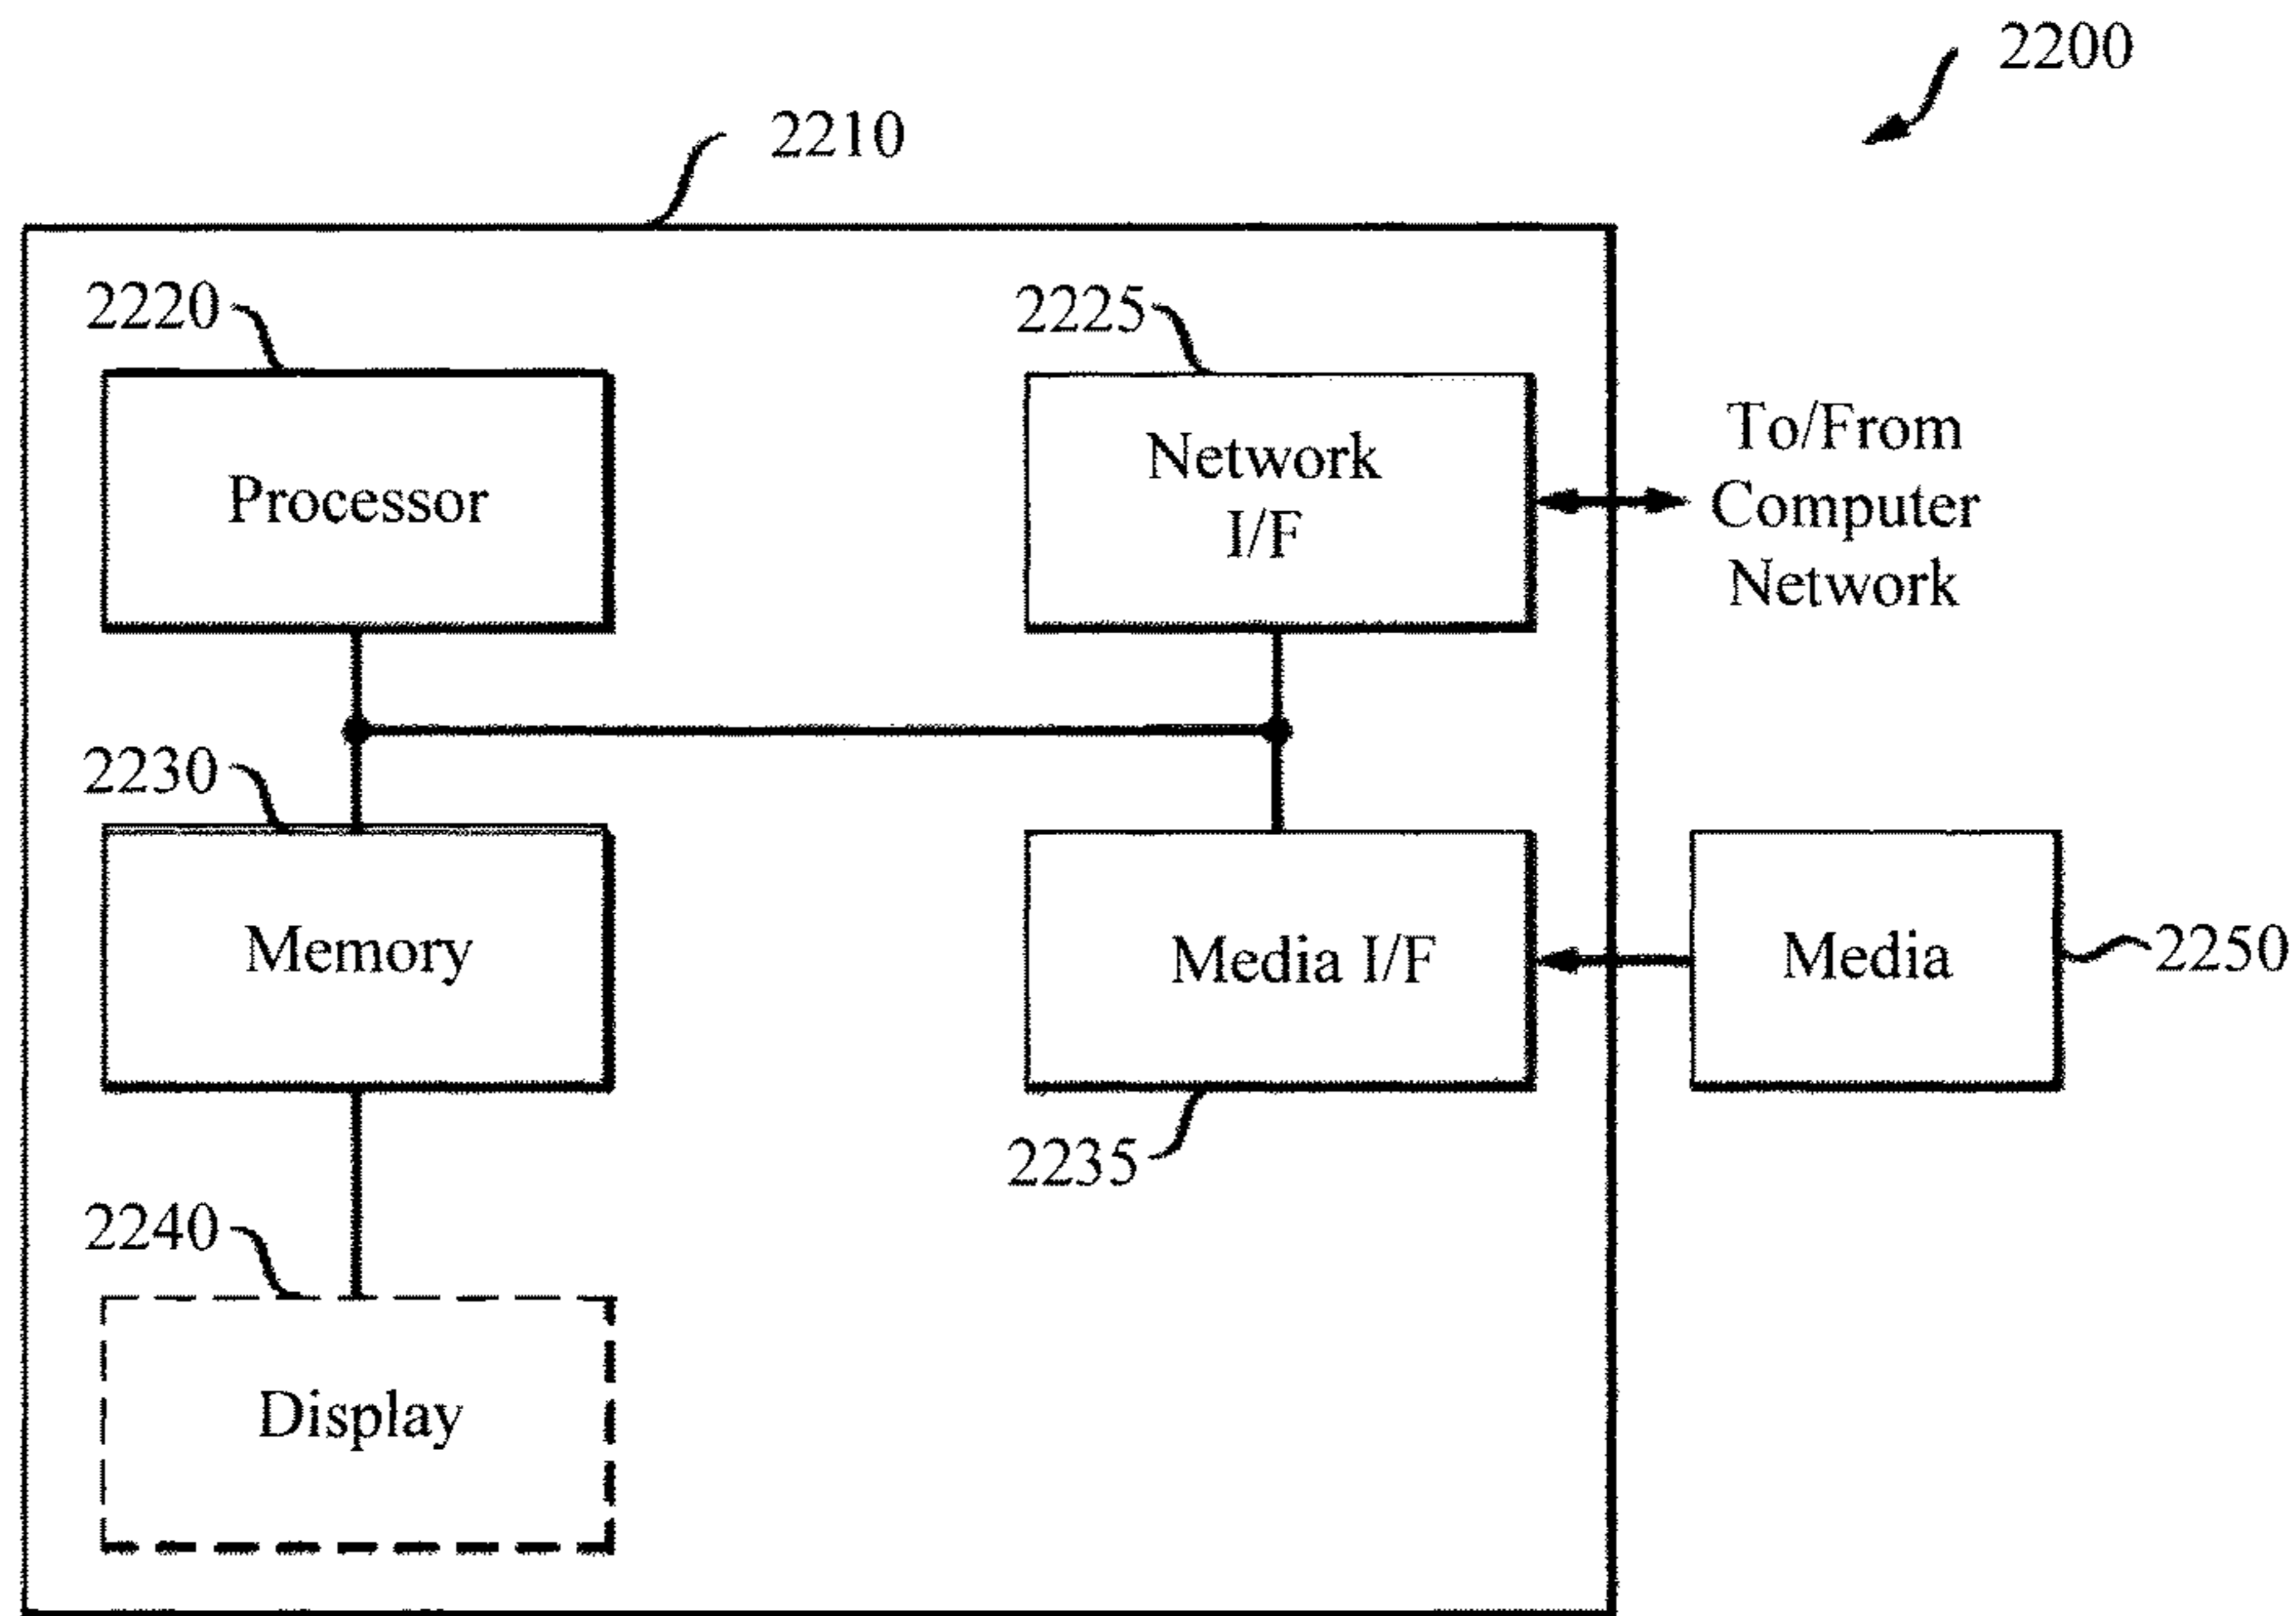 2200
2210
2220
2225
Processor
Network
I/F
To/From
Computer
Network
2230
Memory
Media I/F
Media
2250
2235
2240
Display